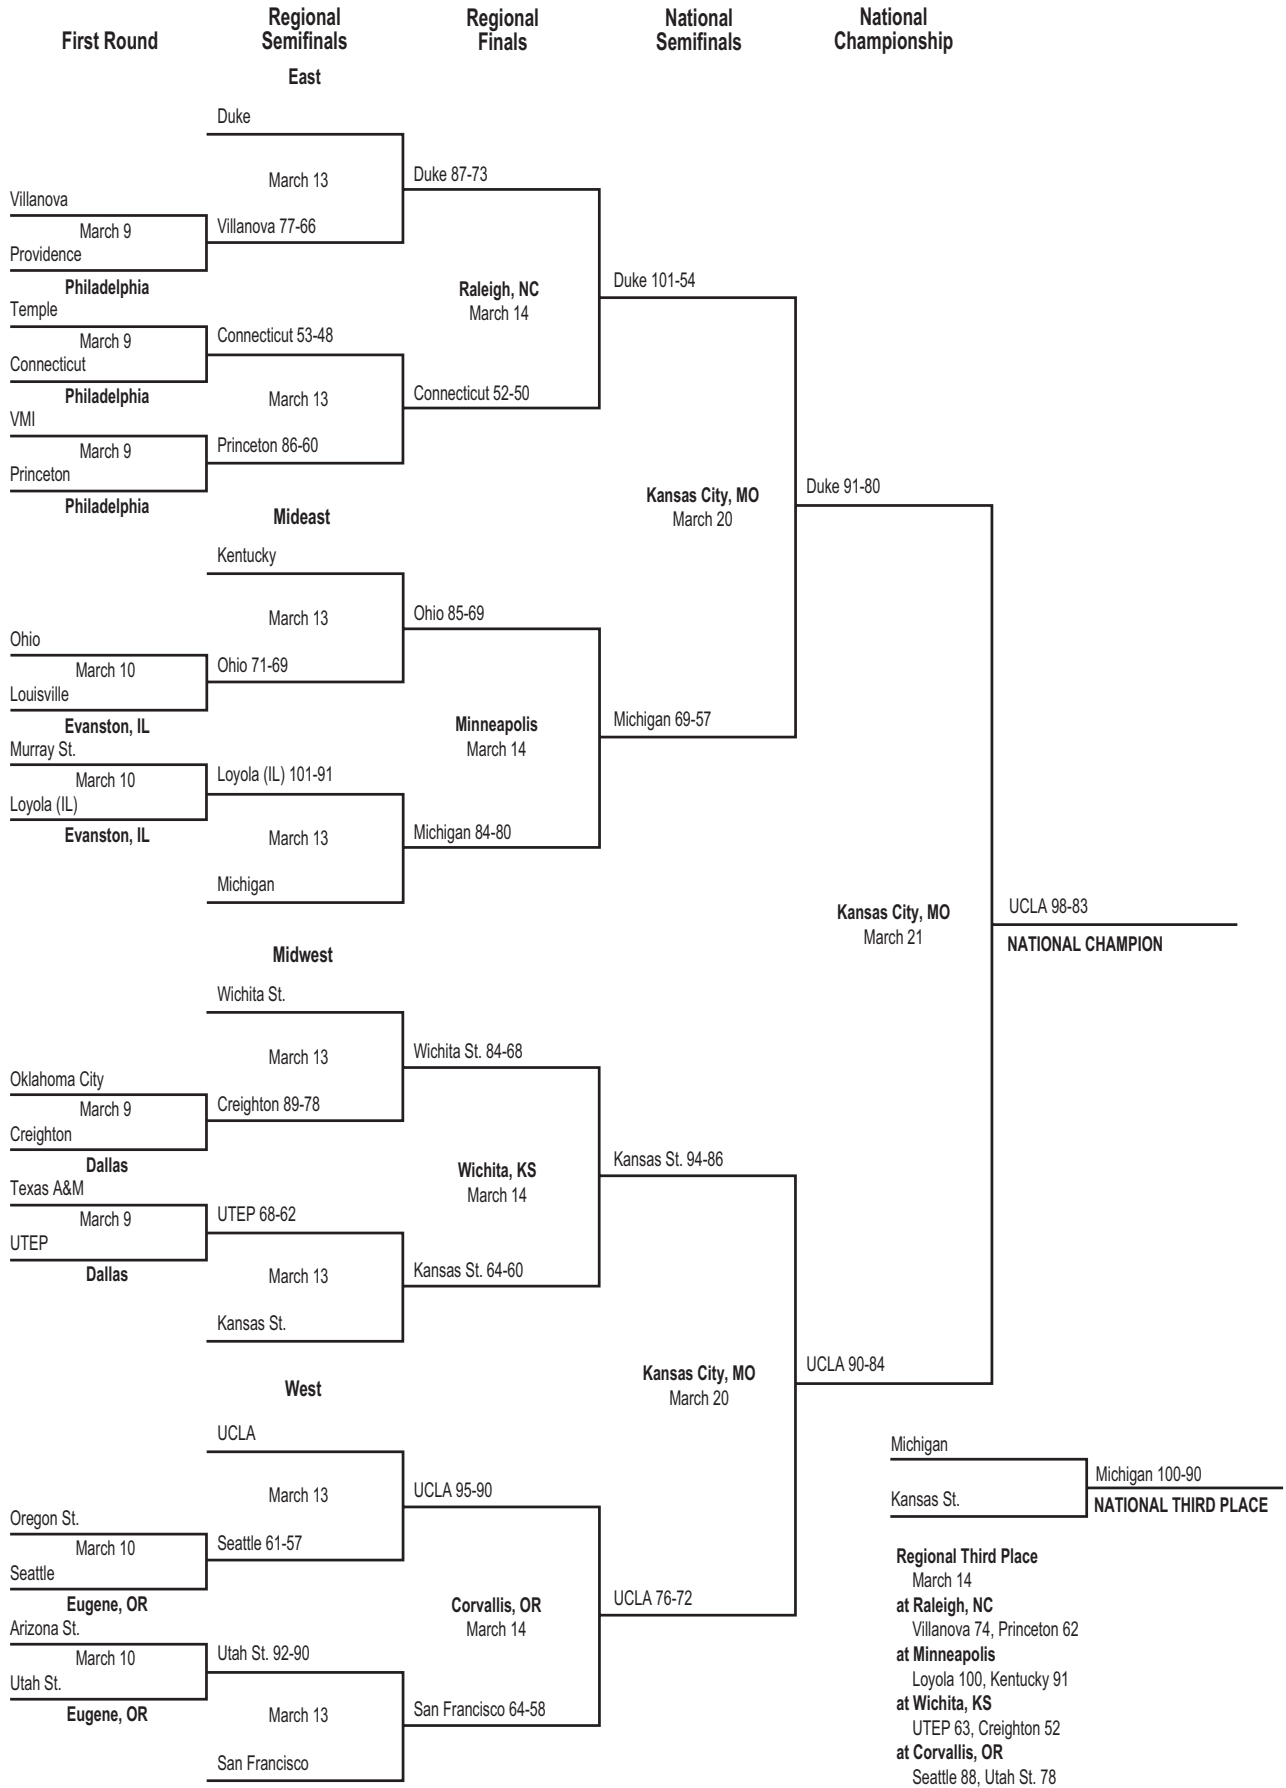 First Round
Regional
Semifinals
Regional
Finals
National
Semifinals
National
Championship
East
Duke
March 13
Duke 87-73
Villanova
March 9
Villanova 77-66
Providence
Philadelphia
Raleigh, NC
March 14
Duke 101-54
Temple
March 9
Connecticut 53-48
Connecticut
Philadelphia
March 13
Connecticut 52-50
VMI
March 9
Princeton 86-60
Princeton
Philadelphia
Kansas City, MO
March 20
Duke 91-80
Mideast
Kentucky
March 13
Ohio 85-69
Ohio
March 10
Ohio 71-69
Louisville
Evanston, IL
Minneapolis
March 14
Michigan 69-57
Murray St.
March 10
Loyola (IL) 101-91
Loyola (IL)
Evanston, IL
March 13
Michigan 84-80
Michigan
Kansas City, MO
March 21
UCLA 98-83
NATIONAL CHAMPION
Midwest
Wichita St.
March 13
Wichita St. 84-68
Oklahoma City
March 9
Creighton 89-78
Creighton
Dallas
Wichita, KS
March 14
Kansas St. 94-86
Texas A&M
March 9
UTEP 68-62
UTEP
Dallas
March 13
Kansas St. 64-60
Kansas St.
Kansas City, MO
March 20
UCLA 90-84
West
UCLA
March 13
UCLA 95-90
Oregon St.
March 10
Seattle 61-57
Seattle
Eugene, OR
Corvallis, OR
March 14
UCLA 76-72
Arizona St.
March 10
Utah St. 92-90
Utah St.
Eugene, OR
March 13
San Francisco 64-58
San Francisco
Michigan
Michigan 100-90
Kansas St.
NATIONAL THIRD PLACE
Regional Third Place
March 14
at Raleigh, NC
Villanova 74, Princeton 62
at Minneapolis
Loyola 100, Kentucky 91
at Wichita, KS
UTEP 63, Creighton 52
at Corvallis, OR
Seattle 88, Utah St. 78